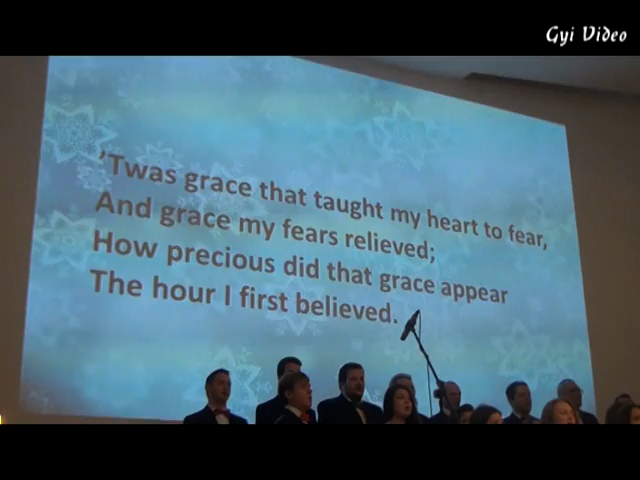 Gyi Video
'Twas grace that taught my heart to fear,
And grace my fears relieved;
How precious did that grace appear
The hour I first believed.